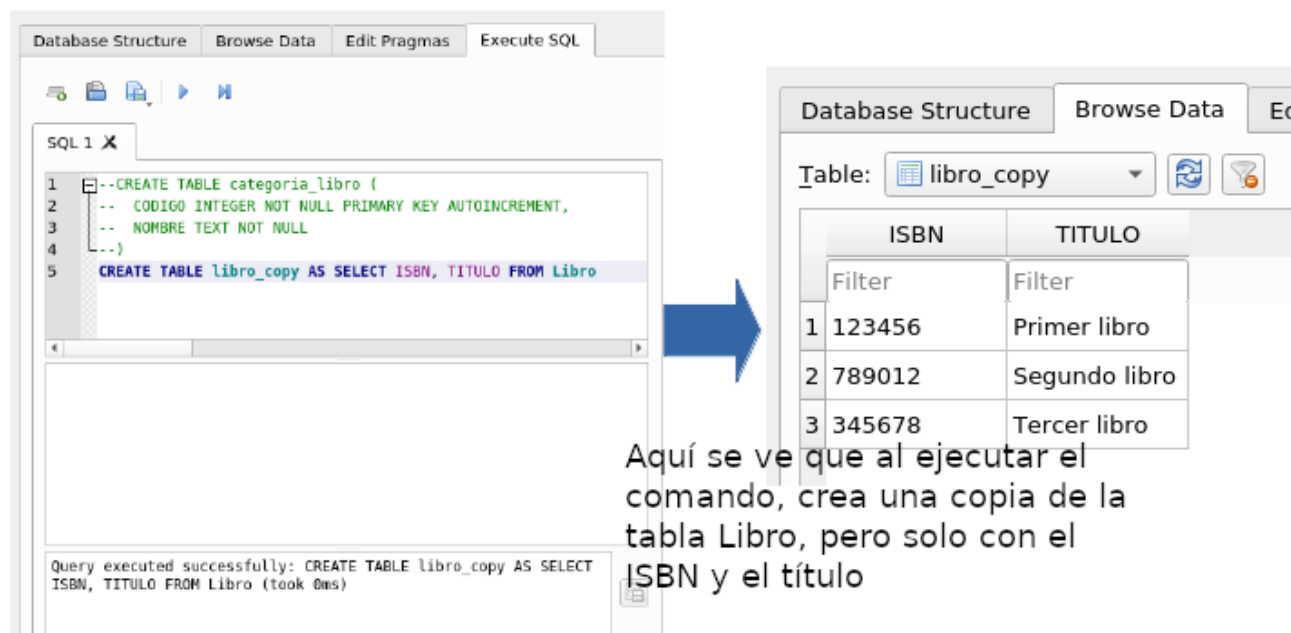 Database Structure Browse Data Edit Pragmas Execute SQL
SQL 1
1 --CREATE TABLE categoria_libro (
2 -- CODIGO INTEGER NOT NULL PRIMARY KEY AUTOINCREMENT,
3 -- NOMBRE TEXT NOT NULL
4 --)
5 CREATE TABLE libro_copy AS SELECT ISBN, TITULO FROM Libro
Query executed successfully: CREATE TABLE libro_copy AS SELECT
ISBN, TITULO FROM Libro (took 0ms)
Database Structure Browse Data
Table: libro_copy
ISBN TITULO
Filter Filter
1 123456 Primer libro
2 789012 Segundo libro
3 345678 Tercer libro
Aquí se ve que al ejecutar el
comando, crea una copia de la
tabla Libro, pero solo con el
ISBN y el título